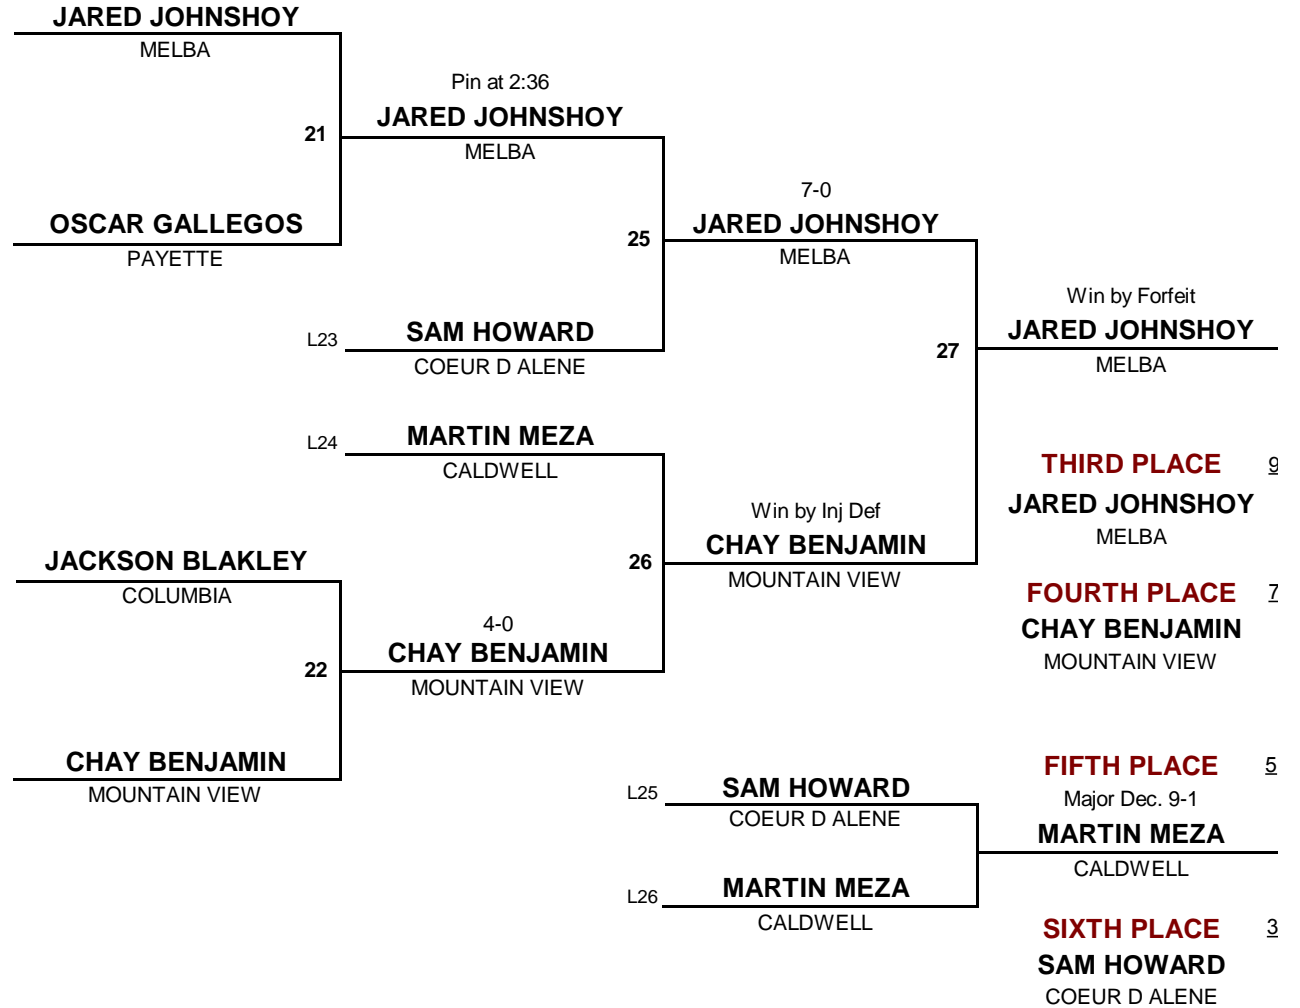 JARED JOHNSHOY
MELBA
Pin at 2:36
21
JARED JOHNSHOY
MELBA
OSCAR GALLEGOS
PAYETTE
7-0
25
JARED JOHNSHOY
MELBA
L23
SAM HOWARD
COEUR D ALENE
Win by Forfeit
27
JARED JOHNSHOY
MELBA
L24
MARTIN MEZA
CALDWELL
THIRD PLACE 9
JARED JOHNSHOY
MELBA
Win by Inj Def
26
CHAY BENJAMIN
MOUNTAIN VIEW
JACKSON BLAKLEY
COLUMBIA
FOURTH PLACE 7
CHAY BENJAMIN
MOUNTAIN VIEW
4-0
22
CHAY BENJAMIN
MOUNTAIN VIEW
CHAY BENJAMIN
MOUNTAIN VIEW
L25
SAM HOWARD
COEUR D ALENE
FIFTH PLACE 5
Major Dec. 9-1
MARTIN MEZA
CALDWELL
L26
MARTIN MEZA
CALDWELL
SIXTH PLACE 3
SAM HOWARD
COEUR D ALENE